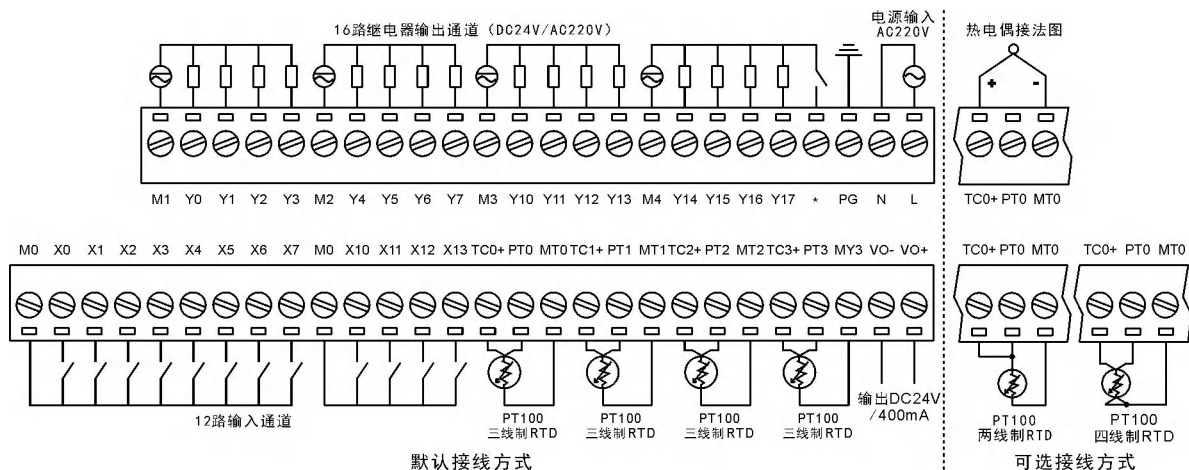 16路继电器输出通道（DC24V/AC220V）
电源输入
AC220V
热电偶接法图
+ -
M1 Y0 Y1 Y2 Y3 M2 Y4 Y5 Y6 Y7 M3 Y10 Y11 Y12 Y13 M4 Y14 Y15 Y16 Y17 * PG N L
TC0+ PT0 MT0
M0 X0 X1 X2 X3 X4 X5 X6 X7 M0 X10 X11 X12 X13 TC0+ PT0 MT0 TC1+ PT1 MT1 TC2+ PT2 MT2 TC3+ PT3 MY3 VO- VO+
TC0+ PT0 MT0
TC0+ PT0 MT0
12路输入通道
PT100
三线制RTD
PT100
三线制RTD
PT100
三线制RTD
PT100
三线制RTD
输出DC24V
/400mA
PT100
两线制RTD
PT100
四线制RTD
默认接线方式
可选接线方式